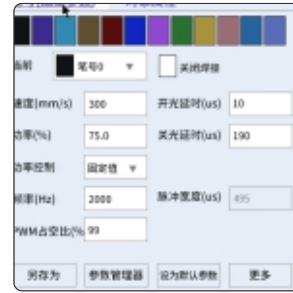 当前 笔号0 关闭焊接
速度(mm/s) 300 开光延时(us) 10
功率(%) 75.0 关光延时(us) 190
功率控制 固定值
频率(Hz) 2000 脉冲宽度(us) 495
PWM占空比(% 99
另存为 参数管理器 设为默认参数 更多